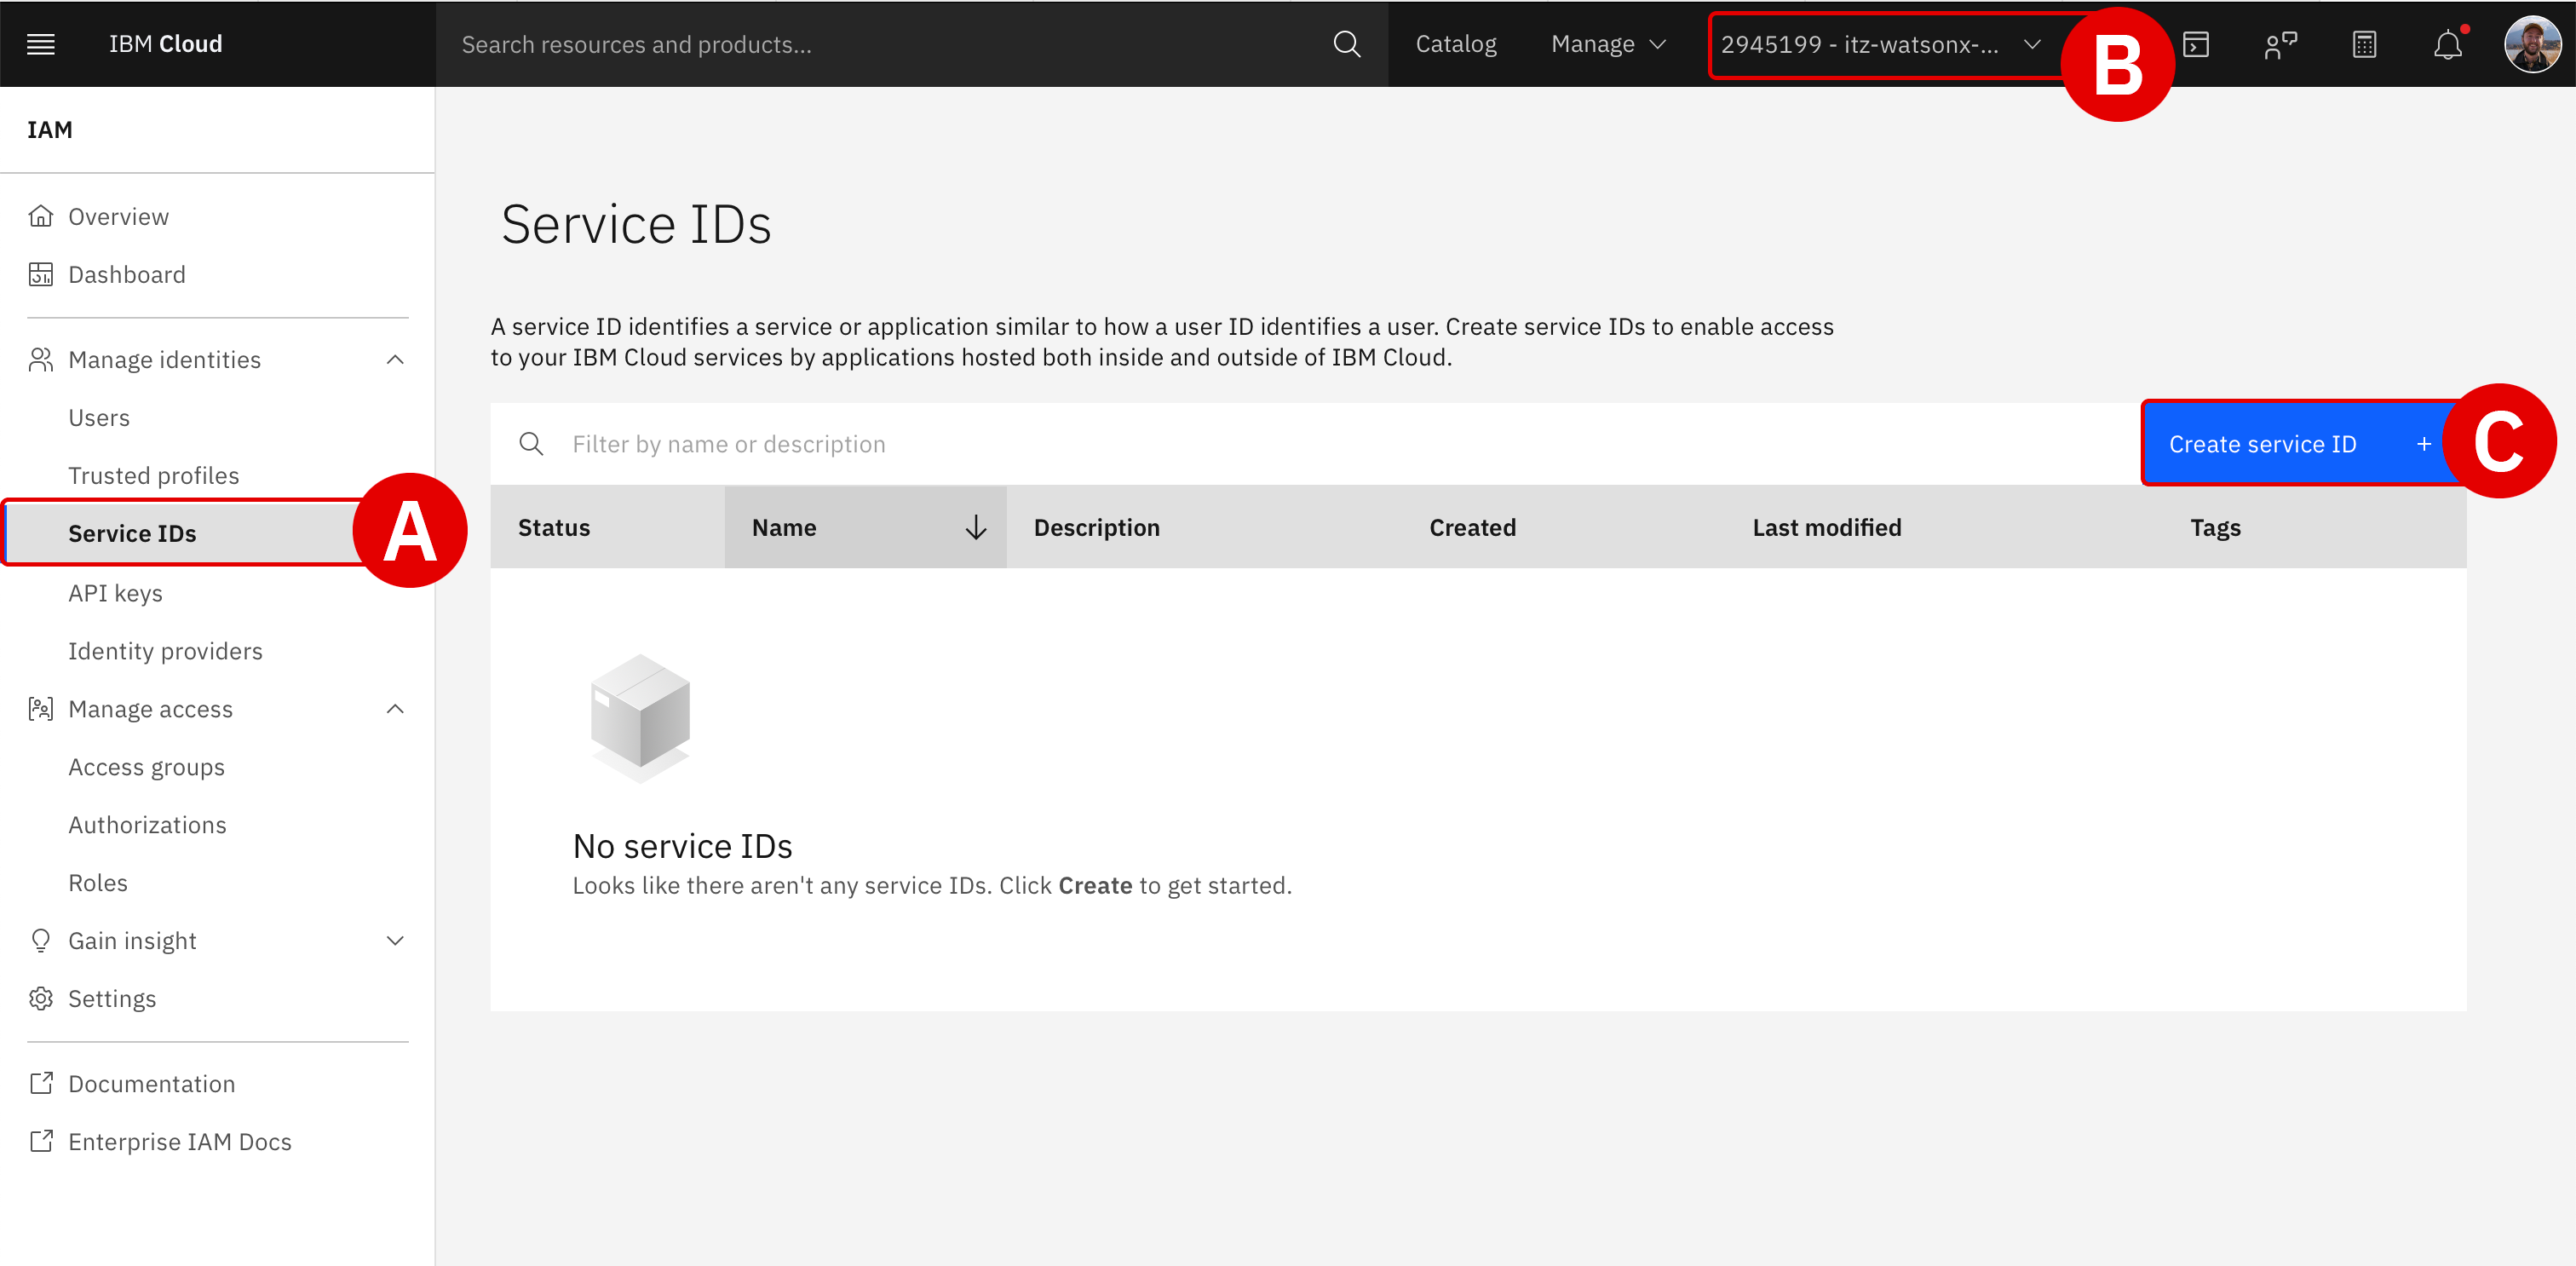 IBM Cloud
Search resources and products...
Catalog
Manage
2945199 - itz-watsonx-...
B
IAM
Overview
Dashboard
Manage identities
Users
Trusted profiles
Service IDs
A
API keys
Identity providers
Manage access
Access groups
Authorizations
Roles
Gain insight
Settings
Documentation
Enterprise IAM Docs
Service IDs
A service ID identifies a service or application similar to how a user ID identifies a user. Create service IDs to enable access
to your IBM Cloud services by applications hosted both inside and outside of IBM Cloud.
Filter by name or description
Create service ID +
C
Status
Name
Description
Created
Last modified
Tags
No service IDs
Looks like there aren't any service IDs. Click Create to get started.